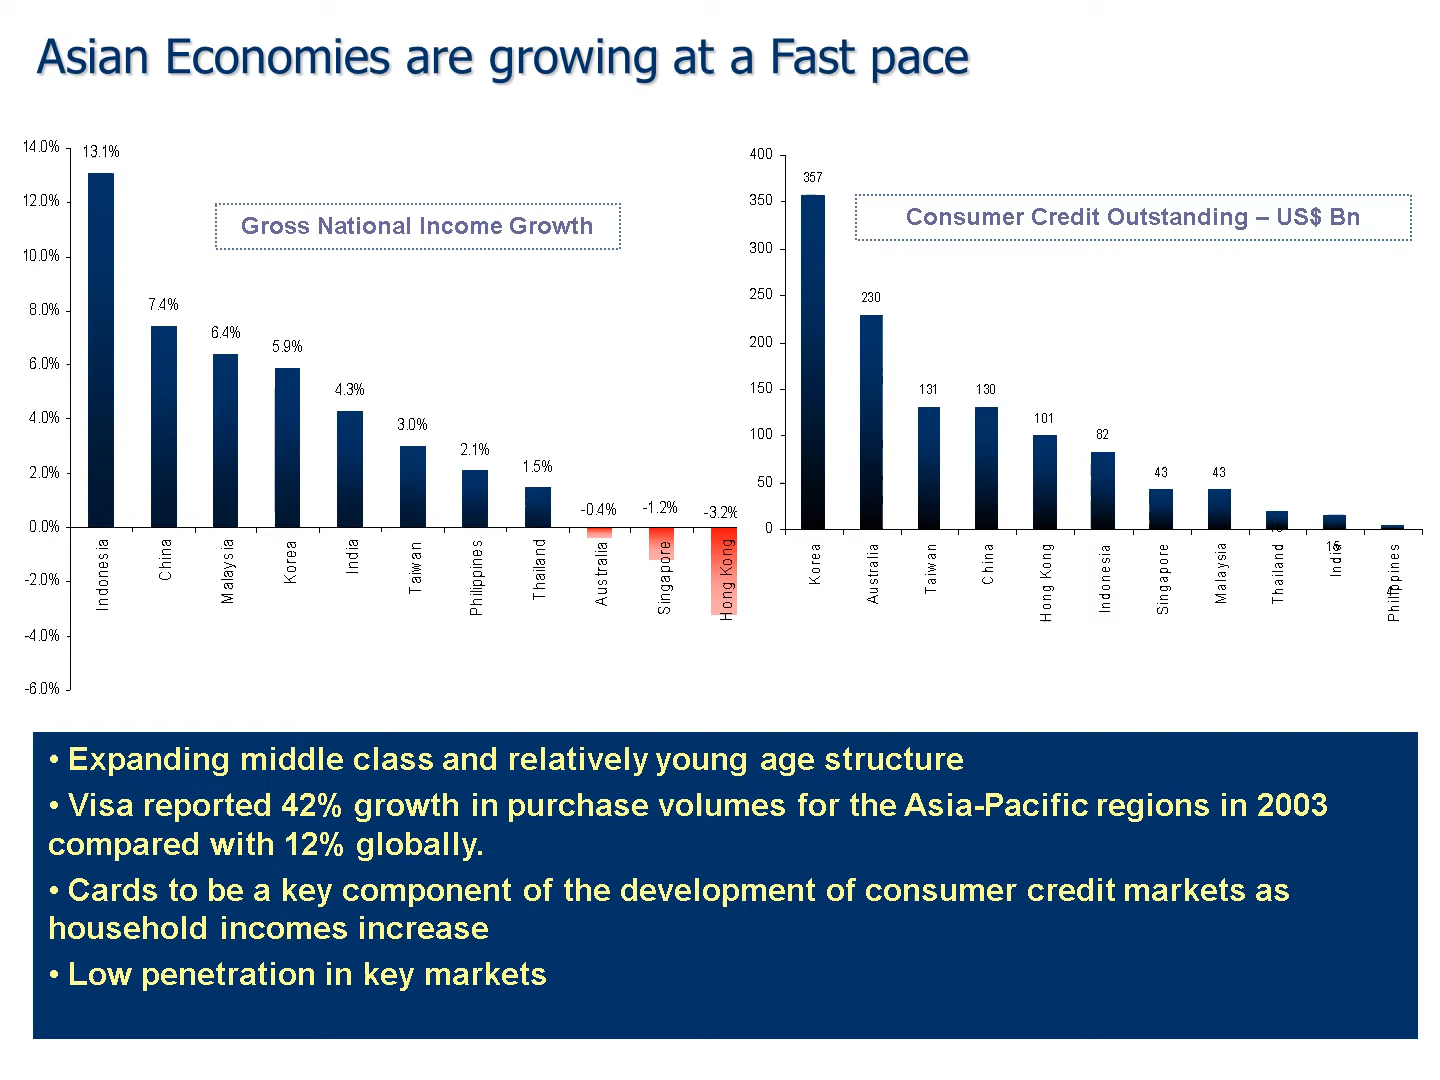 Asian Economies are growing at a Fast pace
14.0%
12.0%
10.0%
8.0%
6.0%
4.0%
2.0%
0.0%
-2.0%
-4.0%
-6.0%
13.1%
7.4%
6.4%
5.9%
4.3%
3.0%
2.1%
1.5%
-0.4%
-1.2%
-3.2%
Gross National Income Growth
Indonesia
China
Malaysia
Korea
India
Taiwan
Philippines
Thailand
Australia
Singapore
Hong Kong
400
350
300
250
200
150
100
50
0
357
230
131
130
101
82
43
43
Consumer Credit Outstanding – US$ Bn
Korea
Australia
Taiwan
China
Hong Kong
Indonesia
Singapore
Malaysia
Thailand
India
Philippines
• Expanding middle class and relatively young age structure
• Visa reported 42% growth in purchase volumes for the Asia-Pacific regions in 2003
compared with 12% globally.
• Cards to be a key component of the development of consumer credit markets as
household incomes increase
• Low penetration in key markets